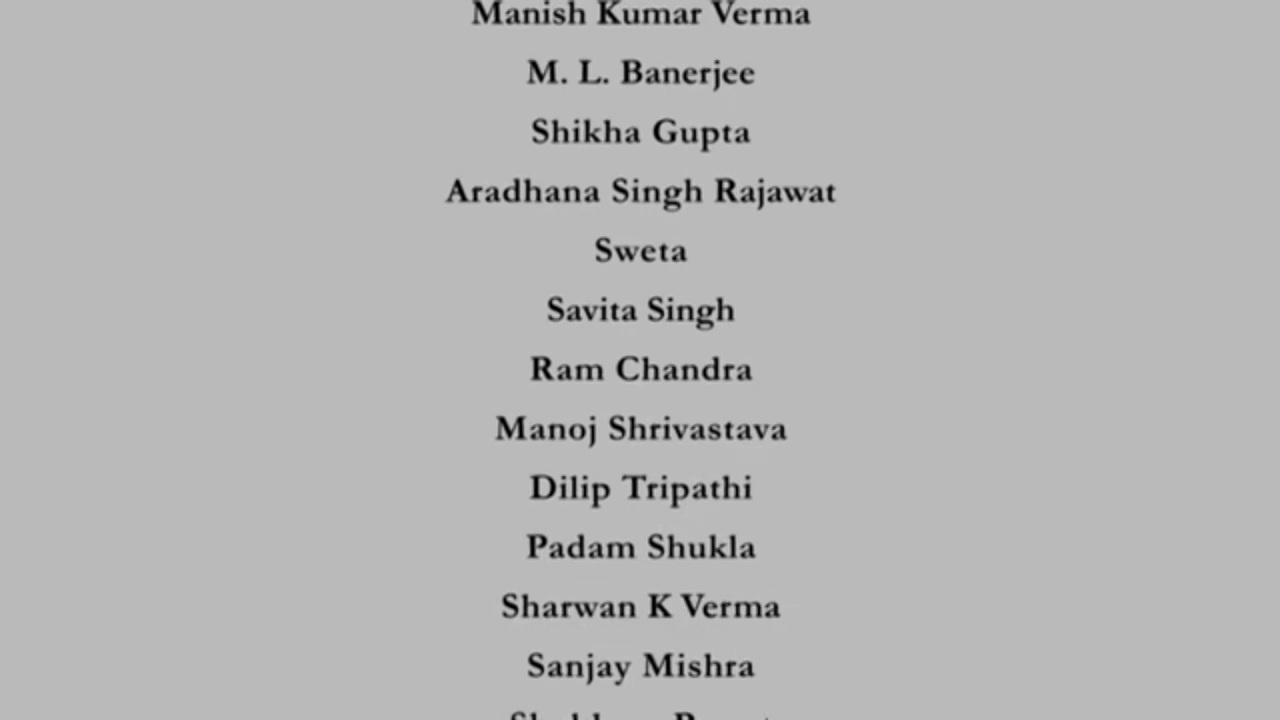 Manish Kumar Verma
M. L. Banerjee
Shikha Gupta
Aradhana Singh Rajawat
Sweta
Savita Singh
Ram Chandra
Manoj Shrivastava
Dilip Tripathi
Padam Shukla
Sharwan K Verma
Sanjay Mishra